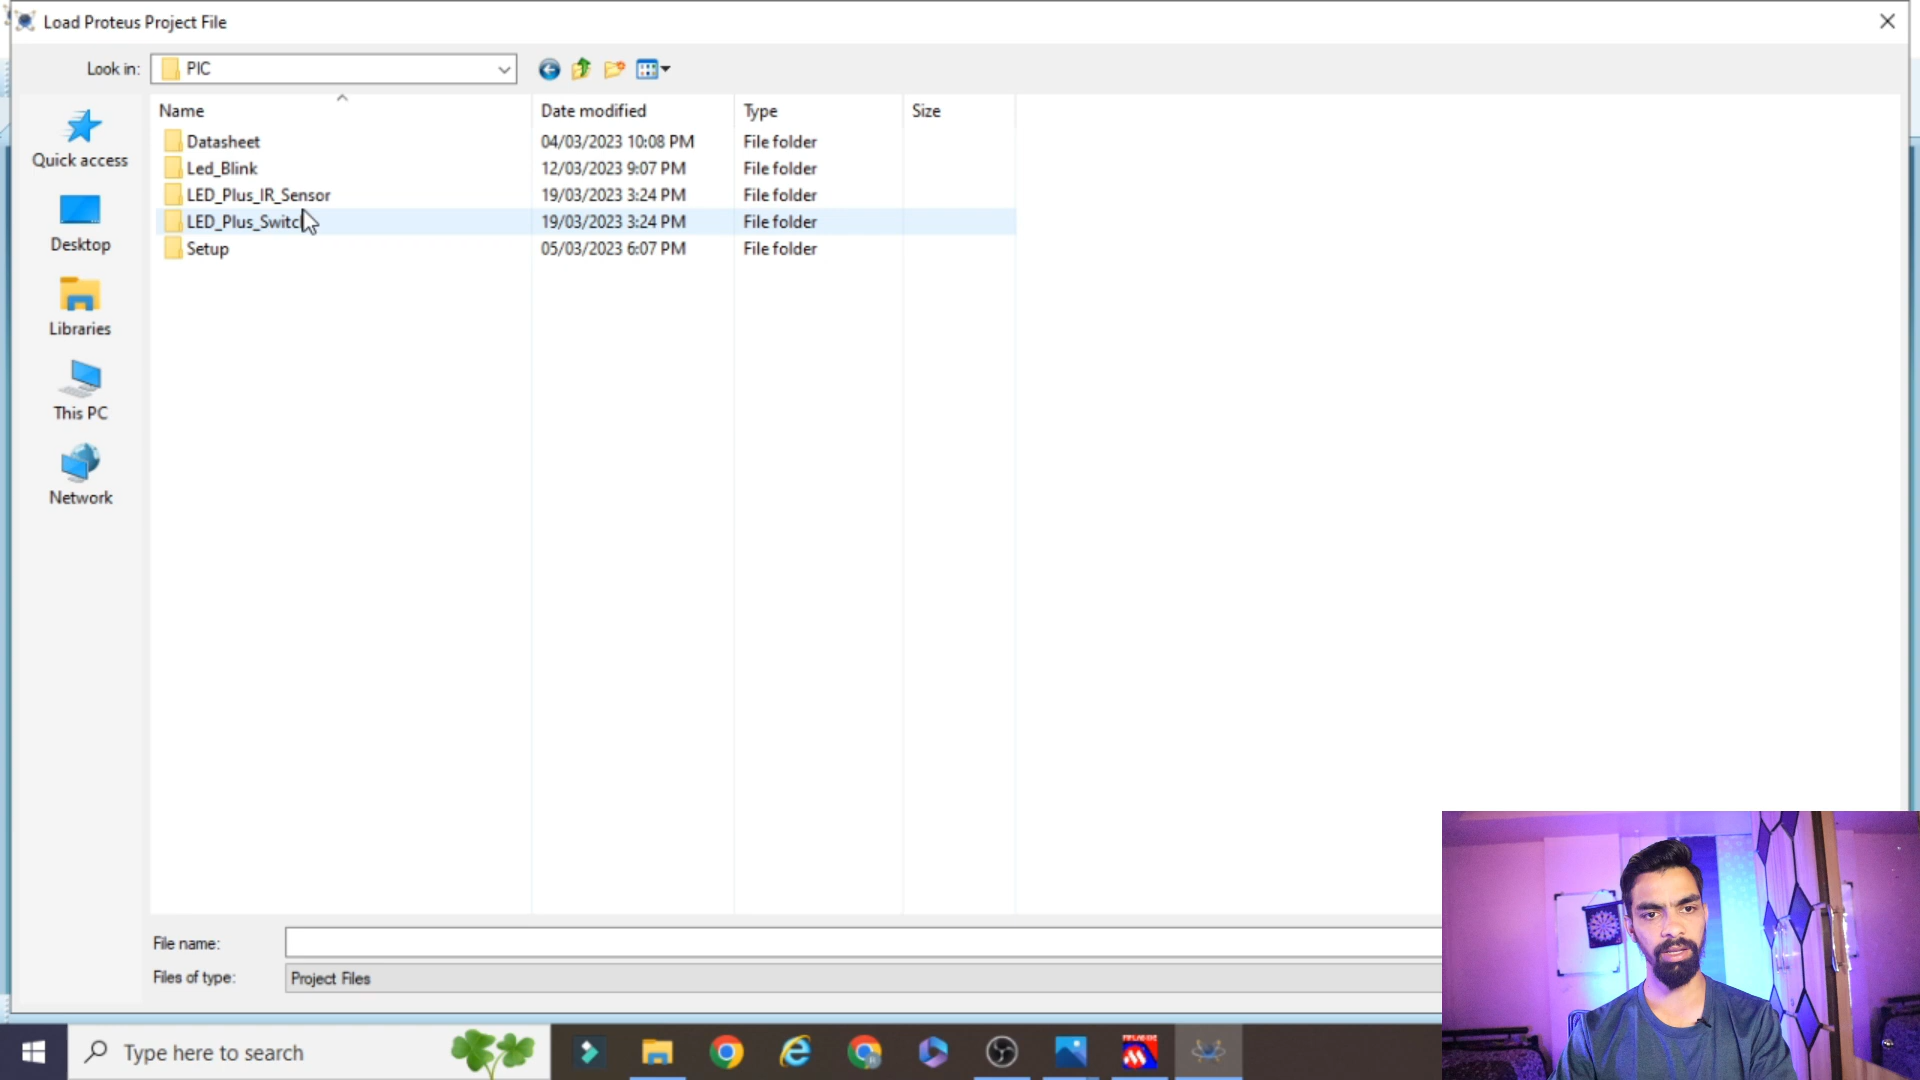 Load Proteus Project File
Look in: PIC
Name Date modified Type Size
Datasheet 04/03/2023 10:08 PM File folder
Led_Blink 12/03/2023 9:07 PM File folder
LED_Plus_IR_Sensor 19/03/2023 3:24 PM File folder
LED_Plus_Switch 19/03/2023 3:24 PM File folder
Setup 05/03/2023 6:07 PM File folder
Quick access
Desktop
Libraries
This PC
Network
File name:
Files of type: Project Files
Type here to search